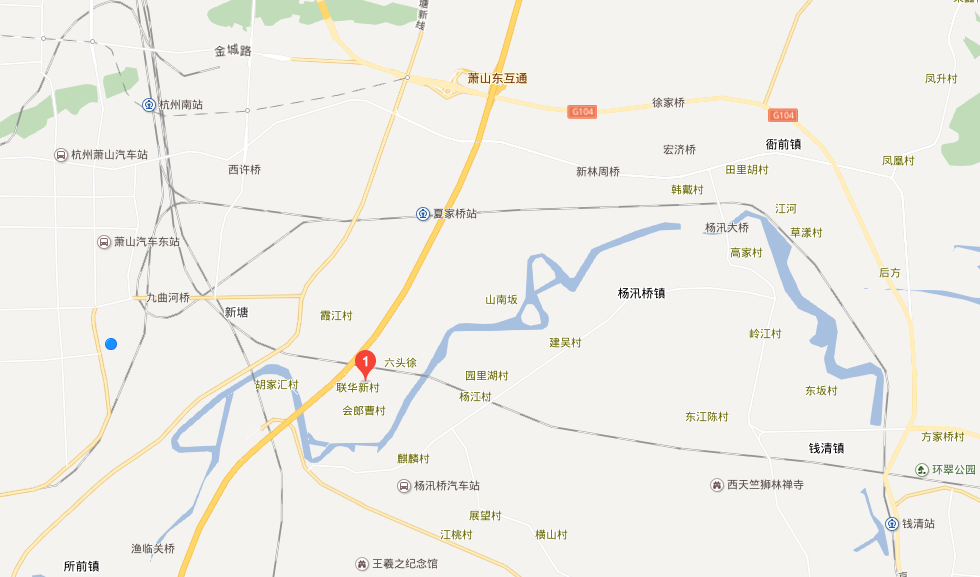 塘新线
金城路
萧山东互通
凤升村
杭州南站
G104
徐家桥
G104
衙前镇
杭州萧山汽车站
西许桥
宏济桥
新林周桥
田里胡村
凤凰村
韩戴村
夏家桥站
江河
杨汛大桥
草漾村
萧山汽车东站
高家村
后方
九曲河桥
山南坂
杨汛桥镇
新塘
霞江村
岭江村
建吴村
1
六头徐
园里湖村
胡家汇村
联华新村
杨江村
东坂村
会郎曹村
东江陈村
方家桥村
钱清镇
麒麟村
环翠公园
杨汛桥汽车站
西天竺狮林禅寺
展望村
钱清站
江桃村
横山村
渔临关桥
所前镇
王羲之纪念馆